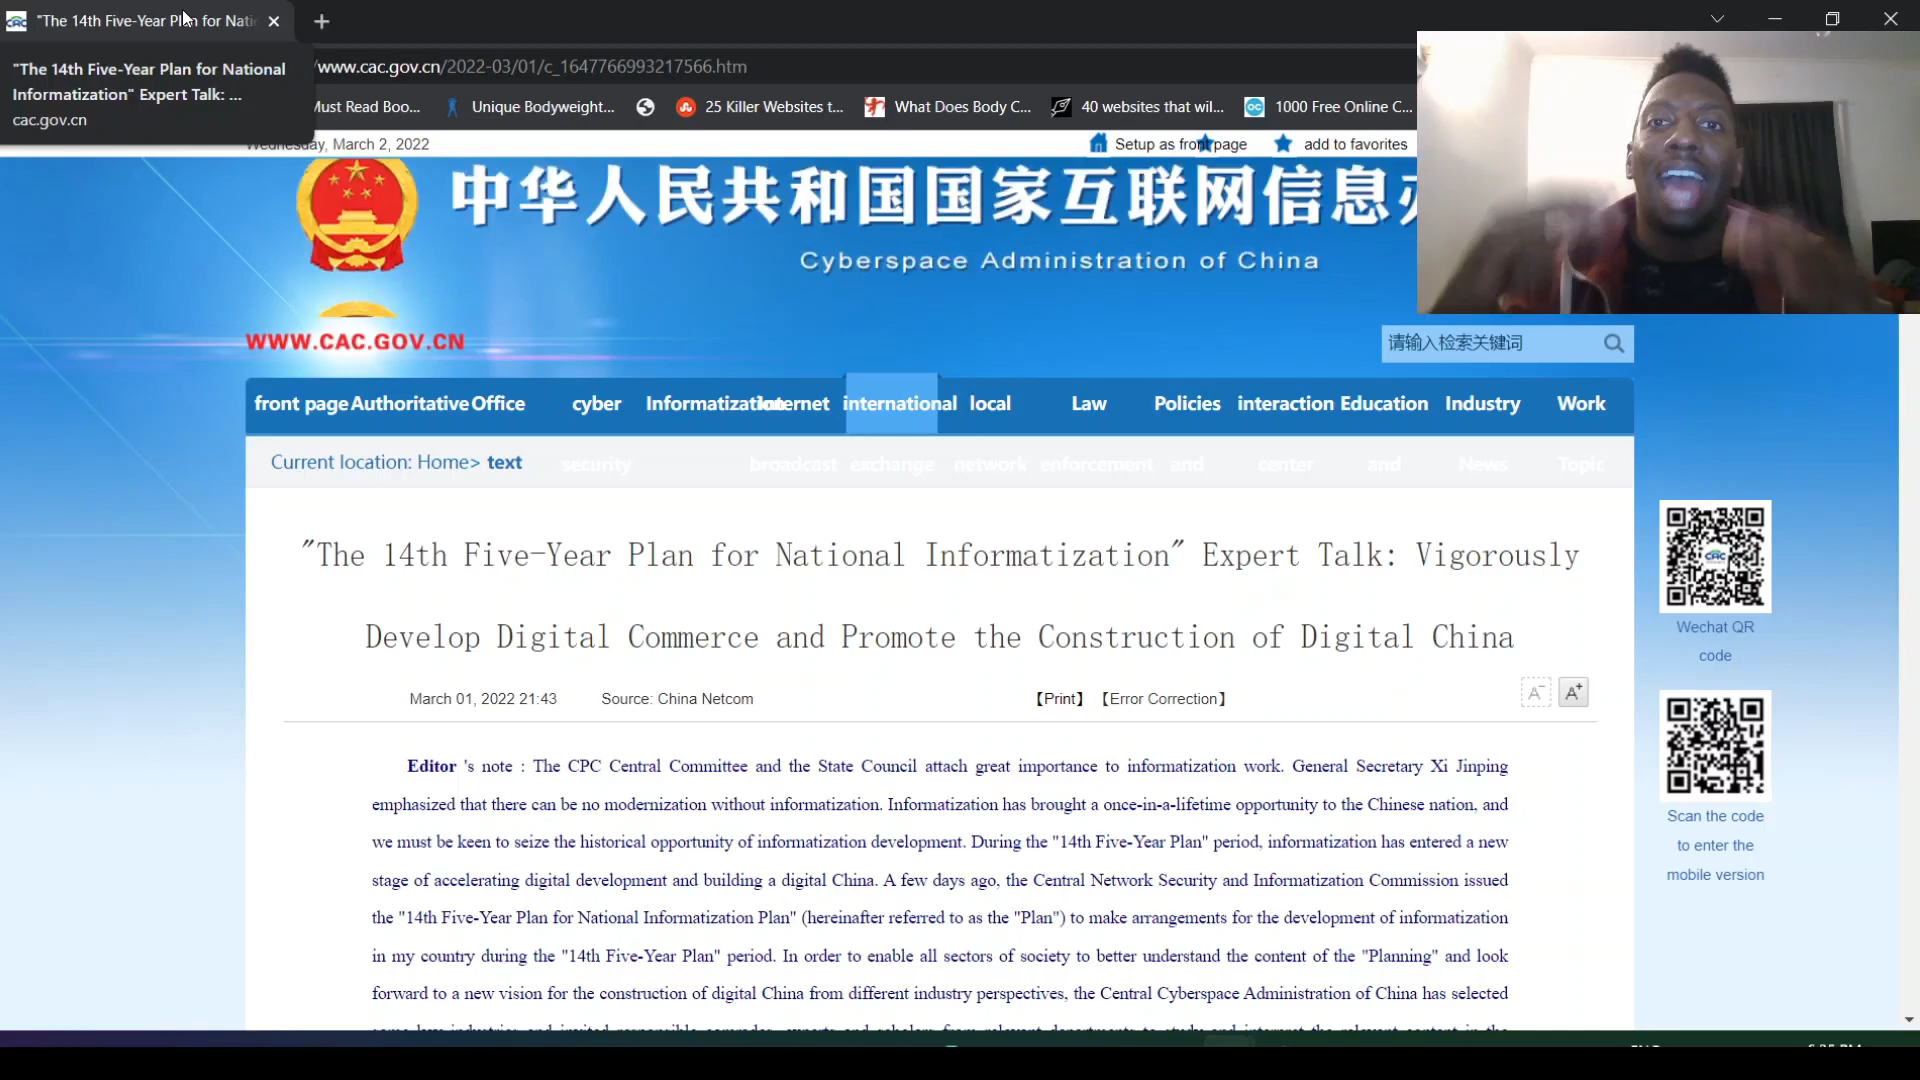 "The 14th Five-Year Plan for Nati
"The 14th Five-Year Plan for National
Informatization" Expert Talk: ...
cac.gov.cn
/www.cac.gov.cn/2022-03/01/c_1647766993217566.htm
Must Read Boo...
Unique Bodyweight...
25 Killer Websites t...
What Does Body C...
40 websites that wil...
1000 Free Online C...
Wednesday, March 2, 2022
Setup as front page
add to favorites
中华人民共和国国家互联网信息办
Cyberspace Administration of China
WWW.CAC.GOV.CN
请输入检索关键词
front page Authoritative Office cyber Informatization Internet international local Law Policies interaction Education Industry Work
Current location: Home> text
security broadcast exchange network enforcement and center and News Topic
"The 14th Five-Year Plan for National Informatization" Expert Talk: Vigorously
Develop Digital Commerce and Promote the Construction of Digital China
March 01, 2022 21:43 Source: China Netcom 【Print】 【Error Correction】
A- A+
Editor 's note : The CPC Central Committee and the State Council attach great importance to informatization work. General Secretary Xi Jinping
emphasized that there can be no modernization without informatization. Informatization has brought a once-in-a-lifetime opportunity to the Chinese nation, and
we must be keen to seize the historical opportunity of informatization development. During the "14th Five-Year Plan" period, informatization has entered a new
stage of accelerating digital development and building a digital China. A few days ago, the Central Network Security and Informatization Commission issued
the "14th Five-Year Plan for National Informatization Plan" (hereinafter referred to as the "Plan") to make arrangements for the development of informatization
in my country during the "14th Five-Year Plan" period. In order to enable all sectors of society to better understand the content of the "Planning" and look
forward to a new vision for the construction of digital China from different industry perspectives, the Central Cyberspace Administration of China has selected
Wechat QR
code
Scan the code
to enter the
mobile version